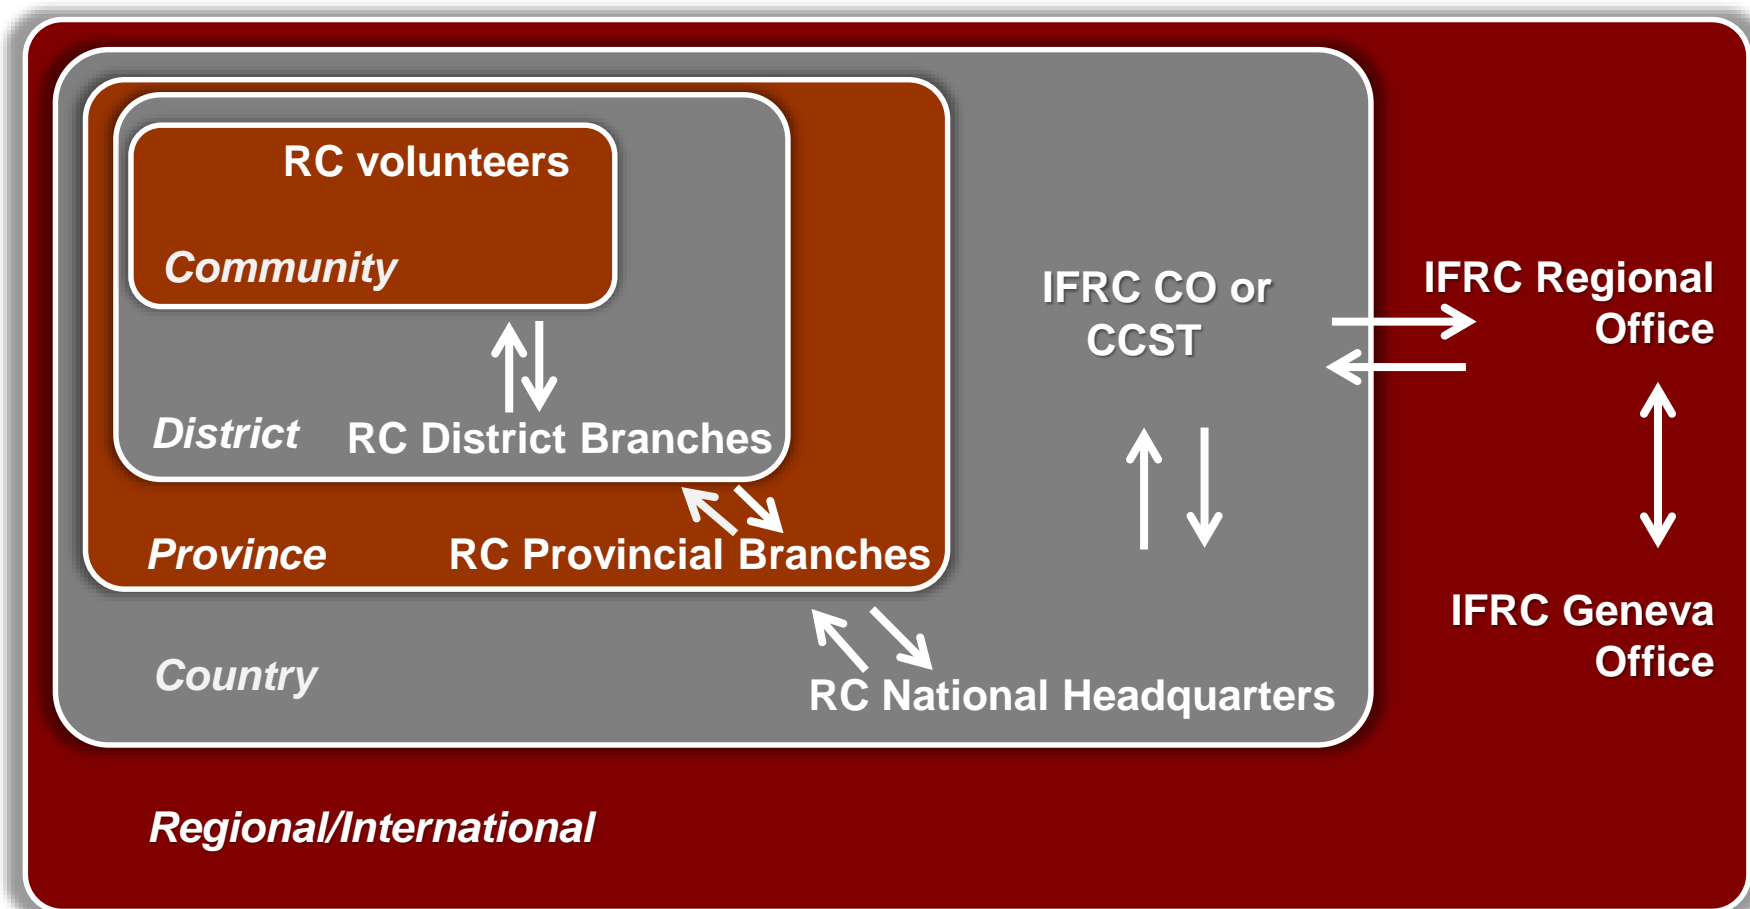 RC volunteers
Community
District
RC District Branches
Province
RC Provincial Branches
Country
RC National Headquarters
IFRC CO or
CCST
IFRC Regional
Office
IFRC Geneva
Office
Regional/International